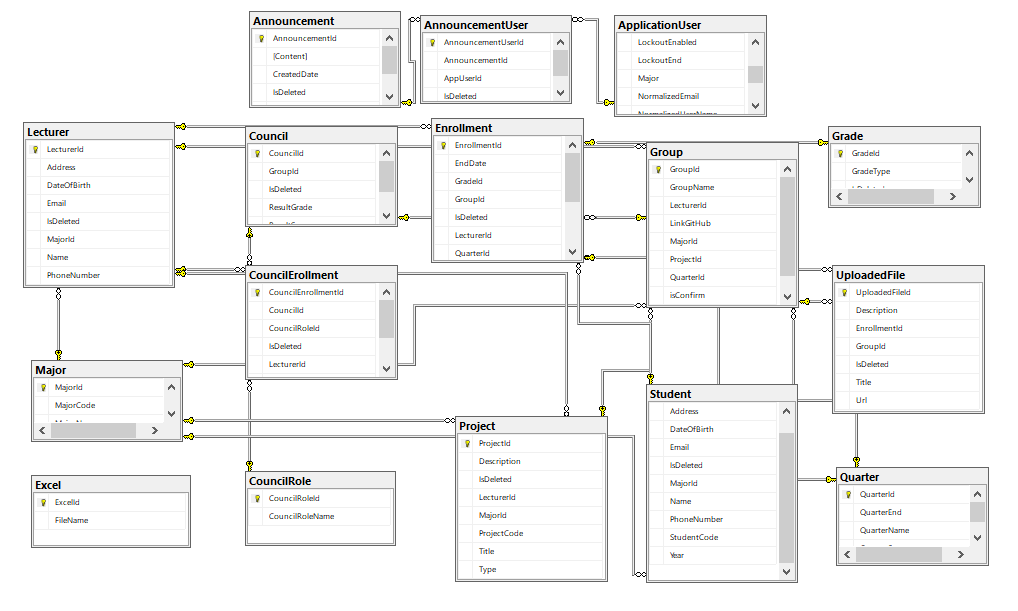 Announcement
AnnouncementId
[Content]
CreatedDate
IsDeleted
AnnouncementUser
AnnouncementUserId
AnnouncementId
AppUserId
IsDeleted
ApplicationUser
LockoutEnabled
LockoutEnd
Major
NormalizedEmail
NormalizedUserName
Lecturer
LecturerId
Address
DateOfBirth
Email
IsDeleted
MajorId
Name
PhoneNumber
Council
CouncilId
GroupId
IsDeleted
ResultGrade
Enrollment
EnrollmentId
EndDate
GradeId
GroupId
IsDeleted
LecturerId
QuarterId
Group
GroupId
GroupName
LecturerId
LinkGitHub
MajorId
ProjectId
QuarterId
isConfirm
Grade
GradeId
GradeType
CouncilErollment
CouncilEnrollmentId
CouncilId
CouncilRoleId
IsDeleted
LecturerId
UploadedFile
UploadedFileId
Description
EnrollmentId
GroupId
IsDeleted
Title
Url
Major
MajorId
MajorCode
Project
ProjectId
Description
IsDeleted
LecturerId
MajorId
ProjectCode
Title
Type
Student
Address
DateOfBirth
Email
IsDeleted
MajorId
Name
PhoneNumber
StudentCode
Year
Excel
ExcelId
FileName
CouncilRole
CouncilRoleId
CouncilRoleName
Quarter
QuarterId
QuarterEnd
QuarterName